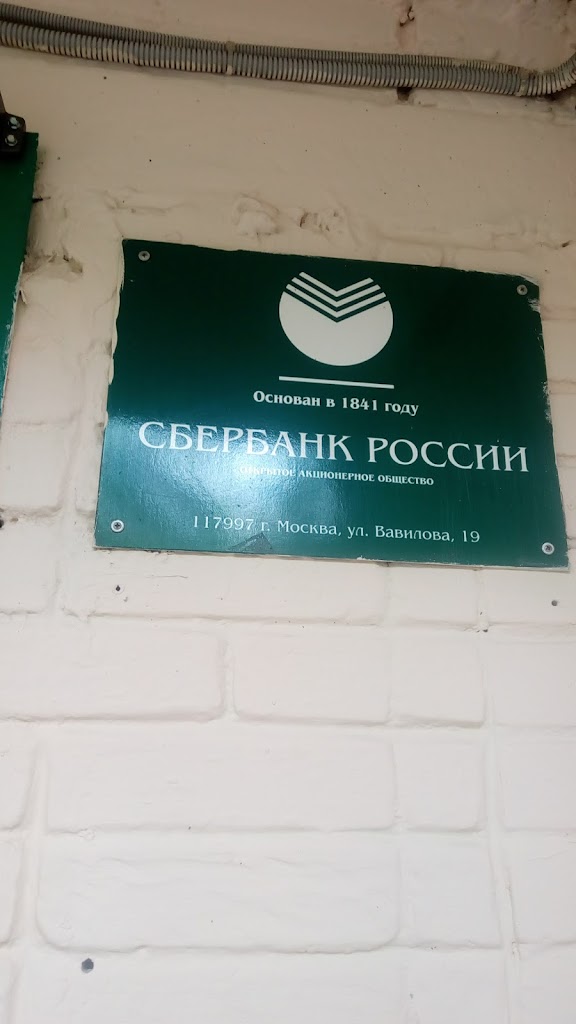 Основан в 1841 году
СБЕРБАНК РОССИИ
ОТКРЫТОЕ АКЦИОНЕРНОЕ ОБЩЕСТВО
117997 г. Москва, ул. Вавилова, 19